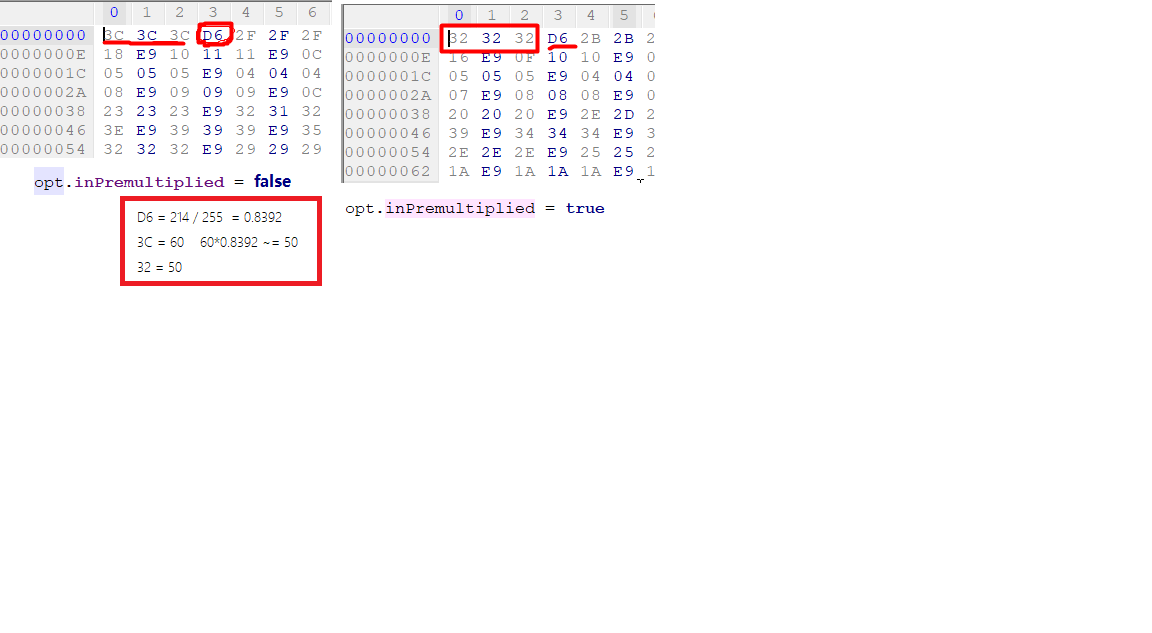 0 1 2 3 4 5 6
00000000 3C 3C 3C D6 2F 2F 2F
0000000E 18 E9 10 11 11 E9 0C
0000001C 05 05 05 E9 04 04 04
0000002A 08 E9 09 09 09 E9 0C
00000038 23 23 23 E9 32 31 32
00000046 3E E9 39 39 39 E9 35
00000054 32 32 32 E9 29 29 29
opt.inPremultiplied = false
D6 = 214 / 255 = 0.8392
3C = 60 60*0.8392 ~= 50
32 = 50
0 1 2 3 4 5
00000000 32 32 32 D6 2B 2B 2
0000000E 16 E9 0F 10 10 E9 0
0000001C 05 05 05 E9 04 04 0
0000002A 07 E9 08 08 08 E9 0
00000038 20 20 20 E9 2E 2D 2
00000046 39 E9 34 34 34 E9 3
00000054 2E 2E 2E E9 25 25 2
00000062 1A E9 1A 1A 1A E9 1
opt.inPremultiplied = true